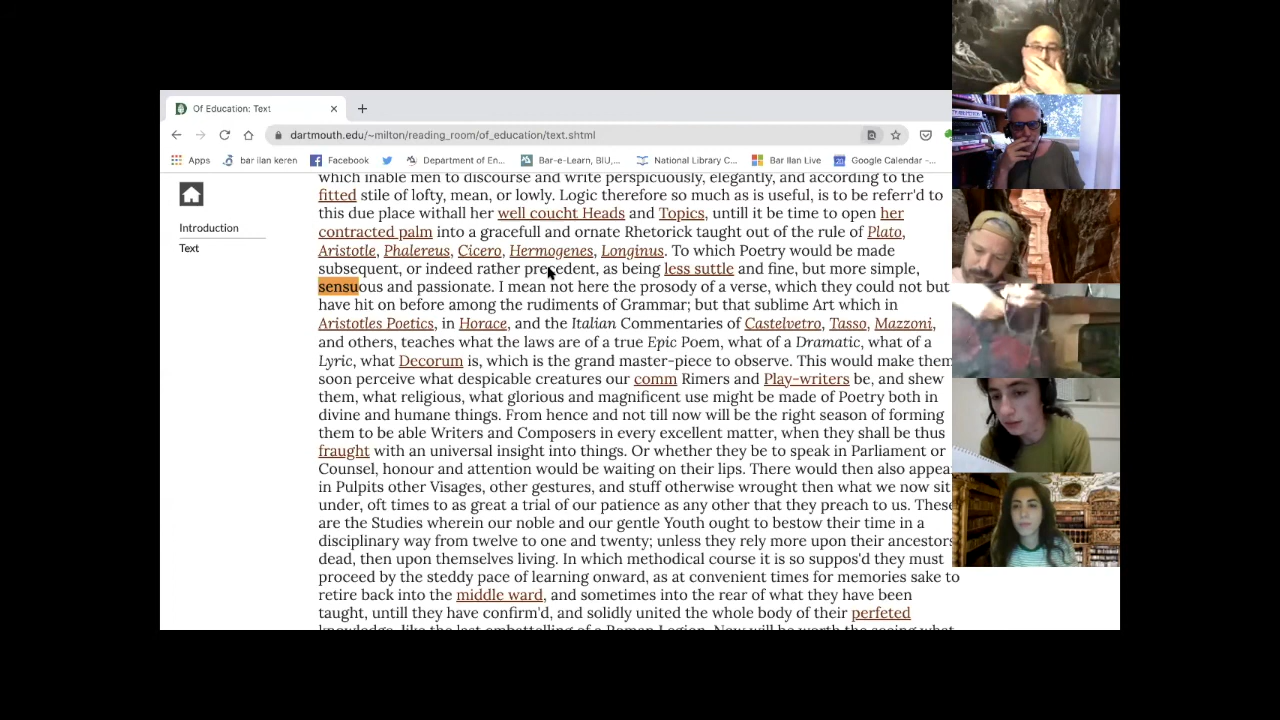 Of Education: Text
dartmouth.edu/~milton/reading_room/of_education/text.shtml
Apps bar ilan keren Facebook Department of En... Bar-e-Learn, BIU,... National Library C... Bar Ilan Live Google Calendar -...
Introduction
Text
which inable men to discourse and write perspicuously, elegantly, and according to the
fitted stile of lofty, mean, or lowly. Logic therefore so much as is useful, is to be referr'd to
this due place withall her well coucht Heads and Topics, untill it be time to open her
contracted palm into a gracefull and ornate Rhetorick taught out of the rule of Plato,
Aristotle, Phalereus, Cicero, Hermogenes, Longinus. To which Poetry would be made
subsequent, or indeed rather precedent, as being less suttle and fine, but more simple,
sensuous and passionate. I mean not here the prosody of a verse, which they could not but
have hit on before among the rudiments of Grammar; but that sublime Art which in
Aristotles Poetics, in Horace, and the Italian Commentaries of Castelvetro, Tasso, Mazzoni,
and others, teaches what the laws are of a true Epic Poem, what of a Dramatic, what of a
Lyric, what Decorum is, which is the grand master-piece to observe. This would make them
soon perceive what despicable creatures our comm Rimers and Play-writers be, and shew
them, what religious, what glorious and magnificent use might be made of Poetry both in
divine and humane things. From hence and not till now will be the right season of forming
them to be able Writers and Composers in every excellent matter, when they shall be thus
fraught with an universal insight into things. Or whether they be to speak in Parliament or
Counsel, honour and attention would be waiting on their lips. There would then also appea
in Pulpits other Visages, other gestures, and stuff otherwise wrought then what we now sit
under, oft times to as great a trial of our patience as any other that they preach to us. These
are the Studies wherein our noble and our gentle Youth ought to bestow their time in a
disciplinary way from twelve to one and twenty; unless they rely more upon their ancestors
dead, then upon themselves living. In which methodical course it is so suppos'd they must
proceed by the steddy pace of learning onward, as at convenient times for memories sake to
retire back into the middle ward, and sometimes into the rear of what they have been
taught, untill they have confirm'd, and solidly united the whole body of their perfeted
knowledge, like the last embattelling of a Roman Legion. Now will be worth the seeing what